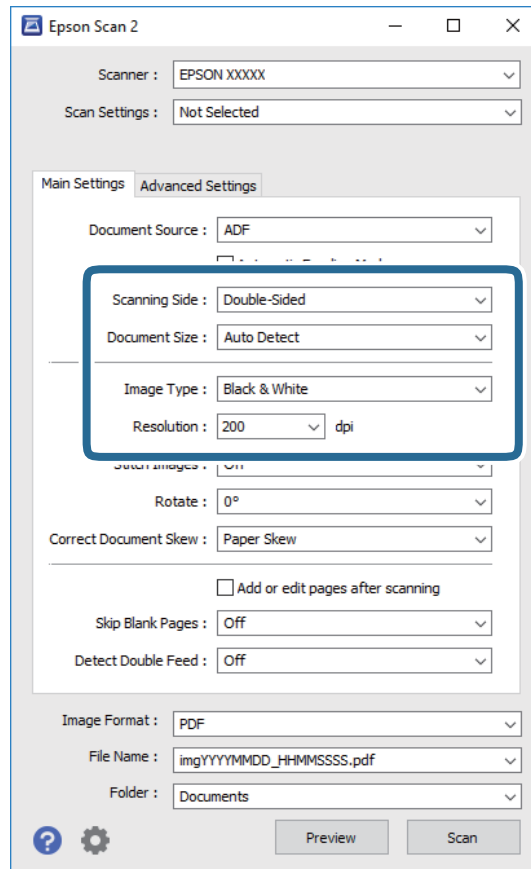 Epson Scan 2
Scanner : EPSON XXXXX
Scan Settings : Not Selected
Main Settings Advanced Settings
Document Source : ADF
Scanning Side : Double-Sided
Document Size : Auto Detect
Image Type : Black & White
Resolution : 200 dpi
Stitch Images : Off
Rotate : 0°
Correct Document Skew : Paper Skew
Add or edit pages after scanning
Skip Blank Pages : Off
Detect Double Feed : Off
Image Format : PDF
File Name : imgYYYYMMDD_HHMMSSSS.pdf
Folder : Documents
? Preview Scan